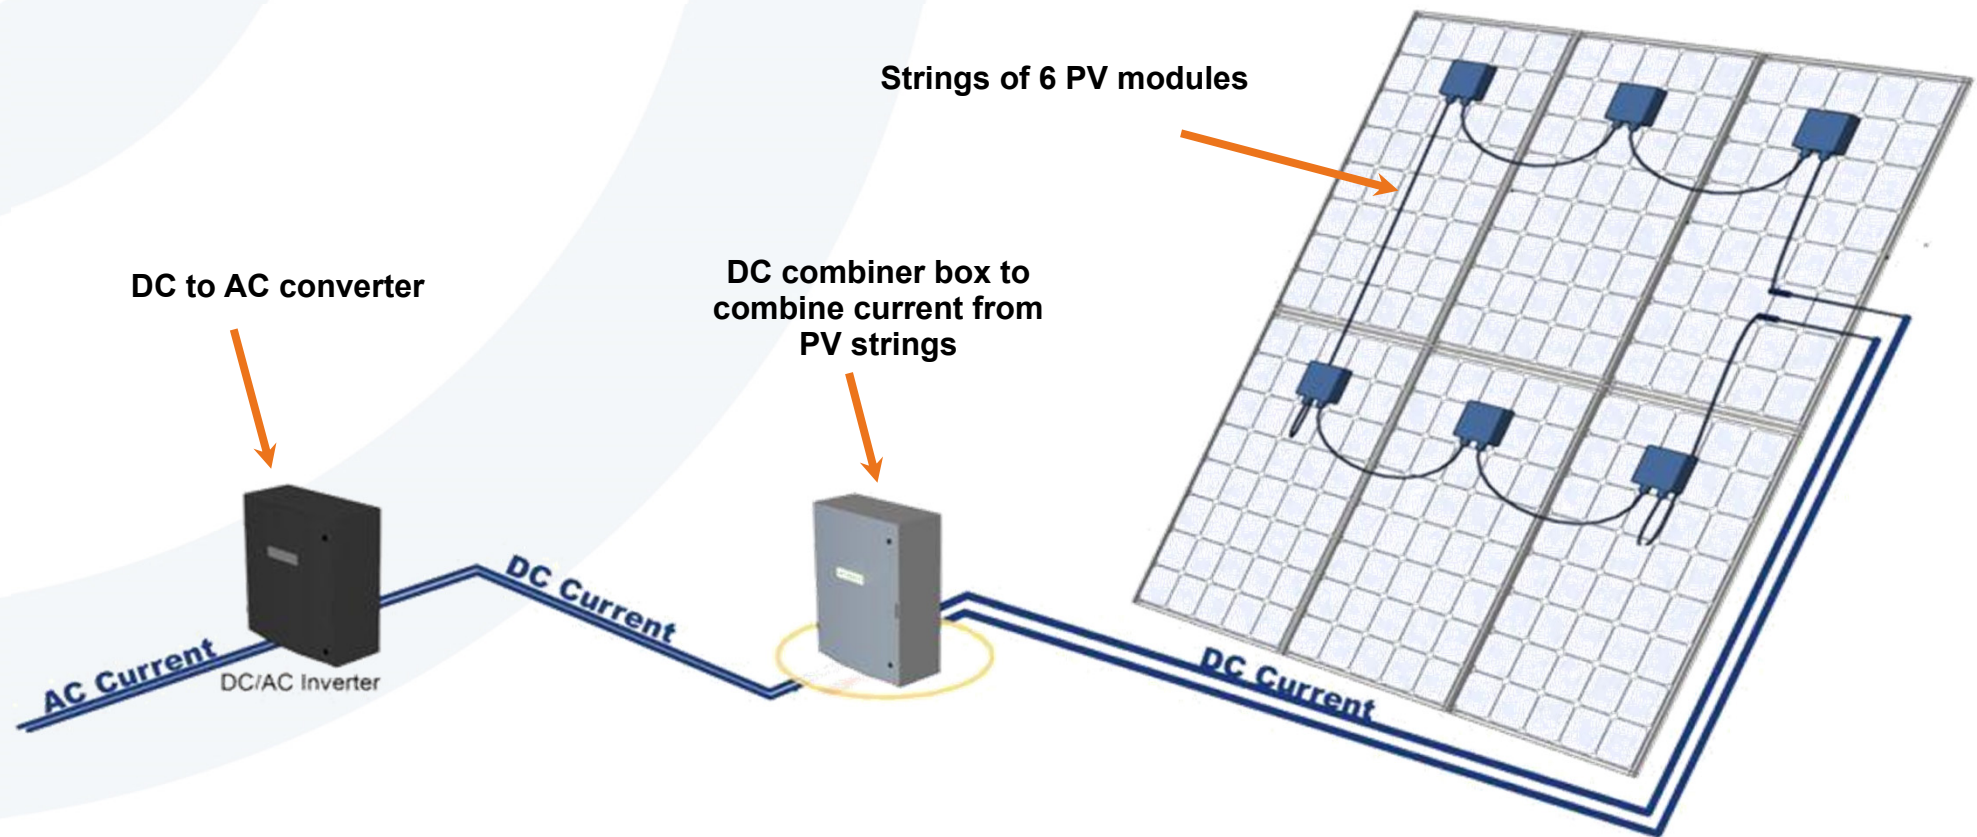 Strings of 6 PV modules
DC to AC converter
DC combiner box to
combine current from
PV strings
DC Current
AC Current
DC/AC Inverter
DC Current